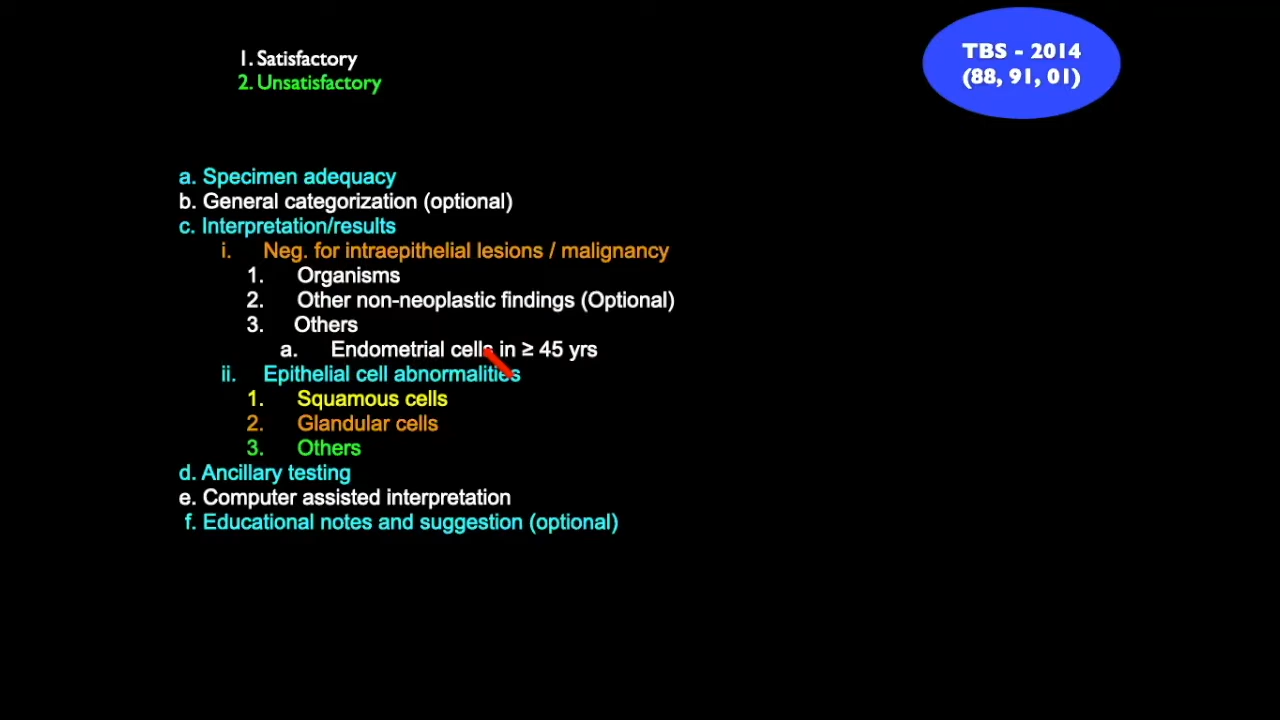 1. Satisfactory
2. Unsatisfactory
TBS - 2014
(88, 91, 01)
a. Specimen adequacy
b. General categorization (optional)
c. Interpretation/results
i. Neg. for intraepithelial lesions / malignancy
1. Organisms
2. Other non-neoplastic findings (Optional)
3. Others
a. Endometrial cells in ≥ 45 yrs
ii. Epithelial cell abnormalities
1. Squamous cells
2. Glandular cells
3. Others
d. Ancillary testing
e. Computer assisted interpretation
f. Educational notes and suggestion (optional)